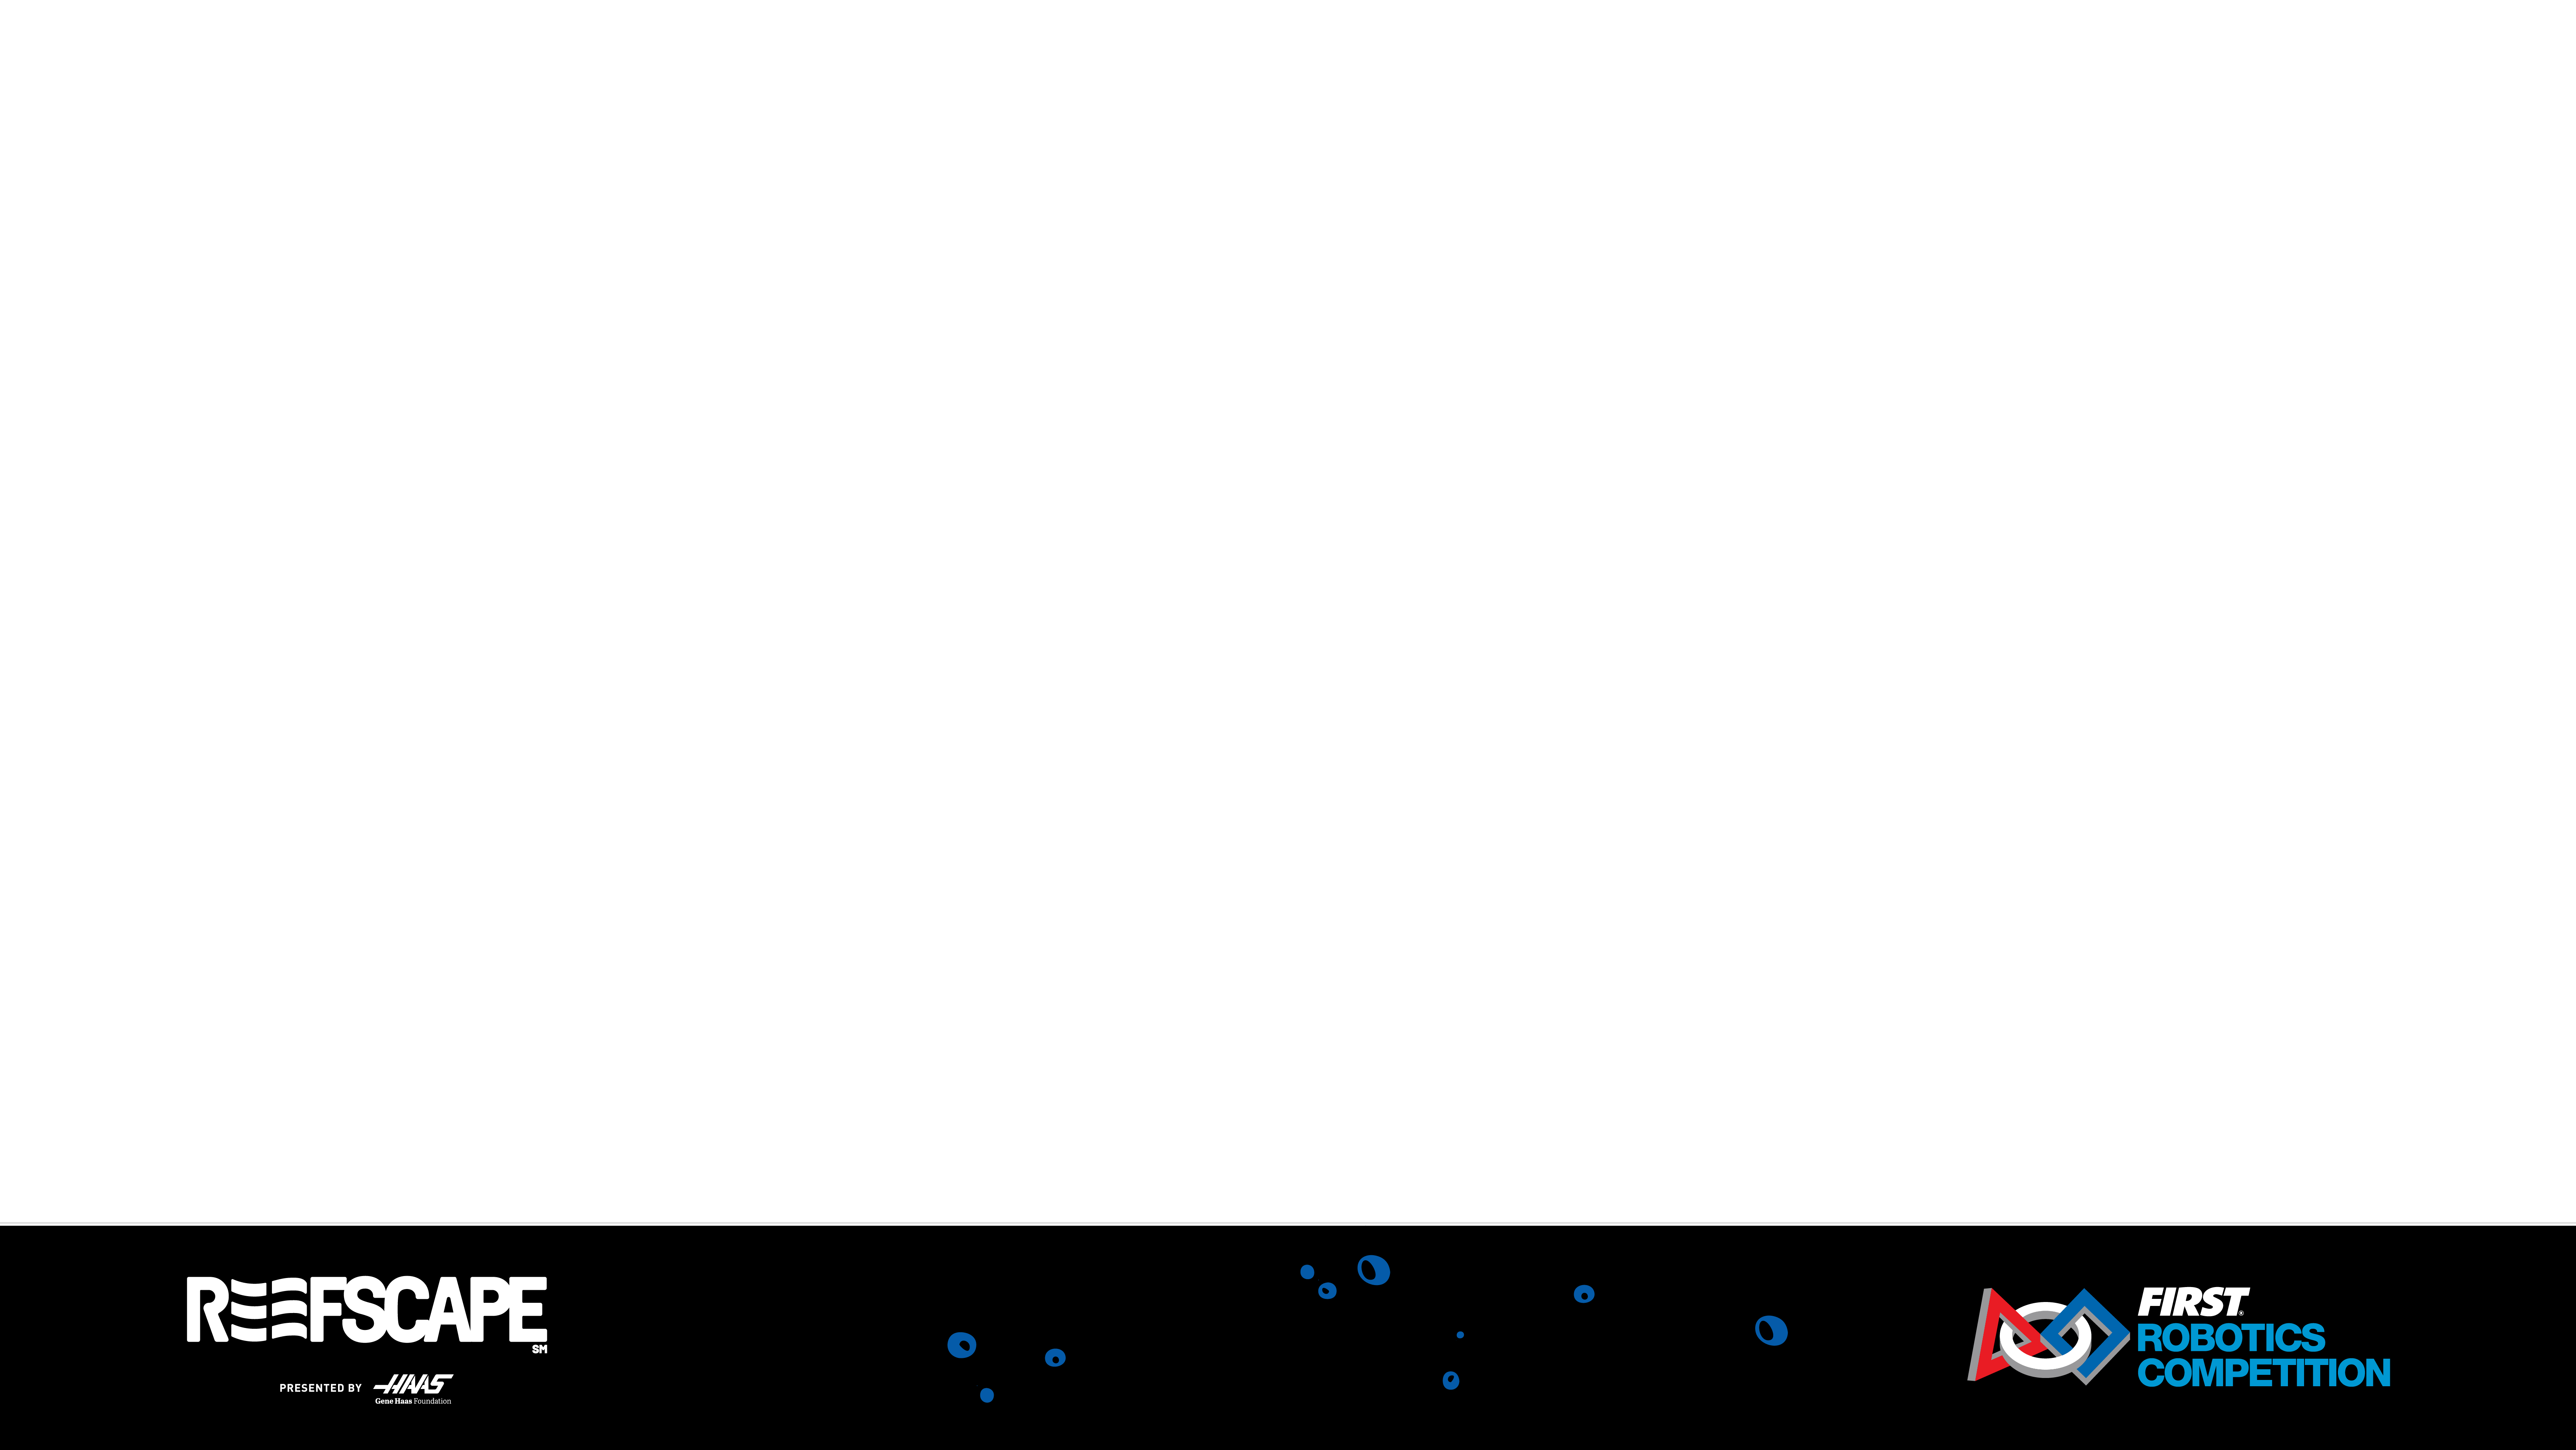 REEFSCAPE
SM
PRESENTED BY HAAS
Gene Haas Foundation
FIRST®
ROBOTICS
COMPETITION